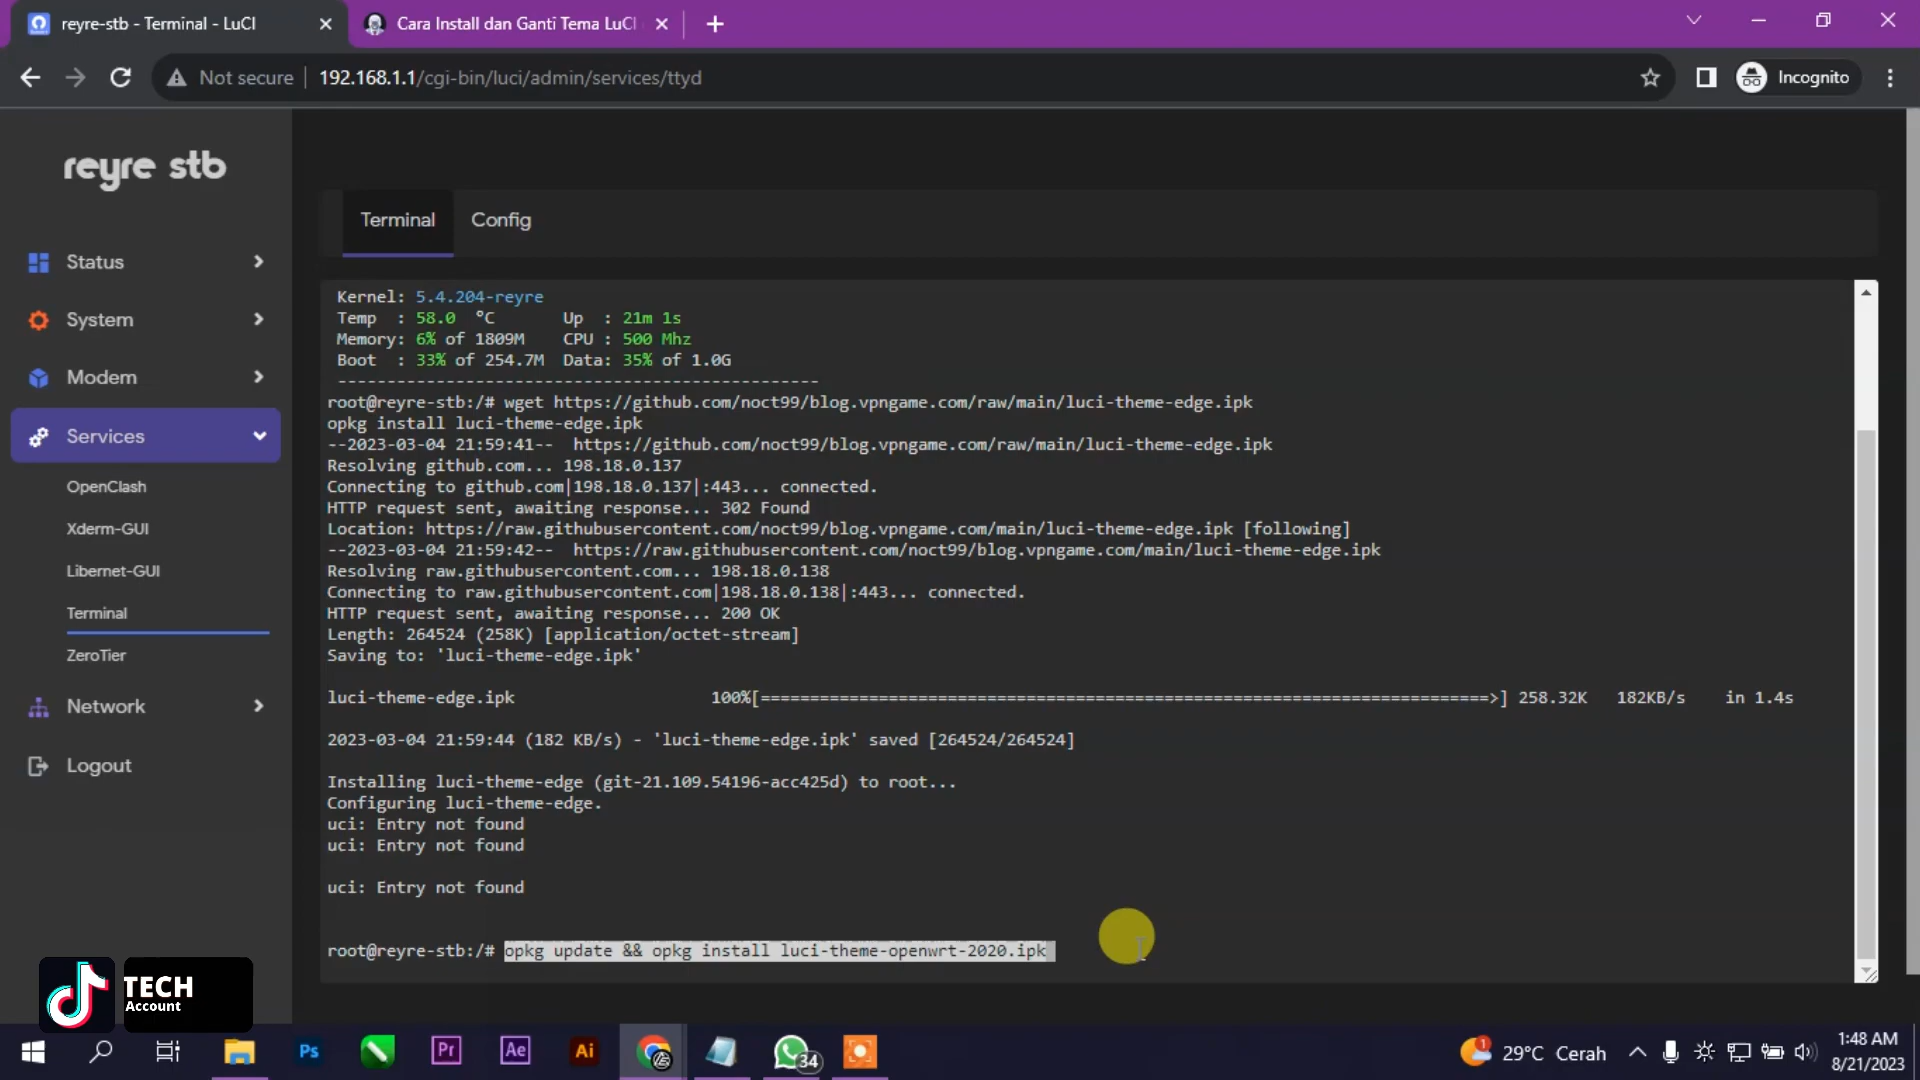 reyre-stb - Terminal - LuCI
Cara Install dan Ganti Tema LuCI
Not secure
192.168.1.1/cgi-bin/luci/admin/services/ttyd
Incognito
reyre stb
Terminal
Config
Status
System
Modem
Services
OpenClash
Xderm-GUI
Libernet-GUI
Terminal
ZeroTier
Network
Logout
Kernel: 5.4.204-reyre
Temp : 58.0 °C Up : 21m 1s
Memory: 6% of 1809M CPU : 500 Mhz
Boot : 33% of 254.7M Data: 35% of 1.0G
-------------------------------------------------
root@reyre-stb:/# wget https://github.com/noct99/blog.vpngame.com/raw/main/luci-theme-edge.ipk
opkg install luci-theme-edge.ipk
--2023-03-04 21:59:41-- https://github.com/noct99/blog.vpngame.com/raw/main/luci-theme-edge.ipk
Resolving github.com... 198.18.0.137
Connecting to github.com|198.18.0.137|:443... connected.
HTTP request sent, awaiting response... 302 Found
Location: https://raw.githubusercontent.com/noct99/blog.vpngame.com/main/luci-theme-edge.ipk [following]
--2023-03-04 21:59:42-- https://raw.githubusercontent.com/noct99/blog.vpngame.com/main/luci-theme-edge.ipk
Resolving raw.githubusercontent.com... 198.18.0.138
Connecting to raw.githubusercontent.com|198.18.0.138|:443... connected.
HTTP request sent, awaiting response... 200 OK
Length: 264524 (258K) [application/octet-stream]
Saving to: 'luci-theme-edge.ipk'
luci-theme-edge.ipk 100%[==========================================================================>] 258.32K 182KB/s in 1.4s
2023-03-04 21:59:44 (182 KB/s) - 'luci-theme-edge.ipk' saved [264524/264524]
Installing luci-theme-edge (git-21.109.54196-acc425d) to root...
Configuring luci-theme-edge.
uci: Entry not found
uci: Entry not found
uci: Entry not found
root@reyre-stb:/# opkg update && opkg install luci-theme-openwrt-2020.ipk
TECH
Account
Ps
Pr
Ae
Ai
34
1
29°C Cerah
1:48 AM
8/21/2023